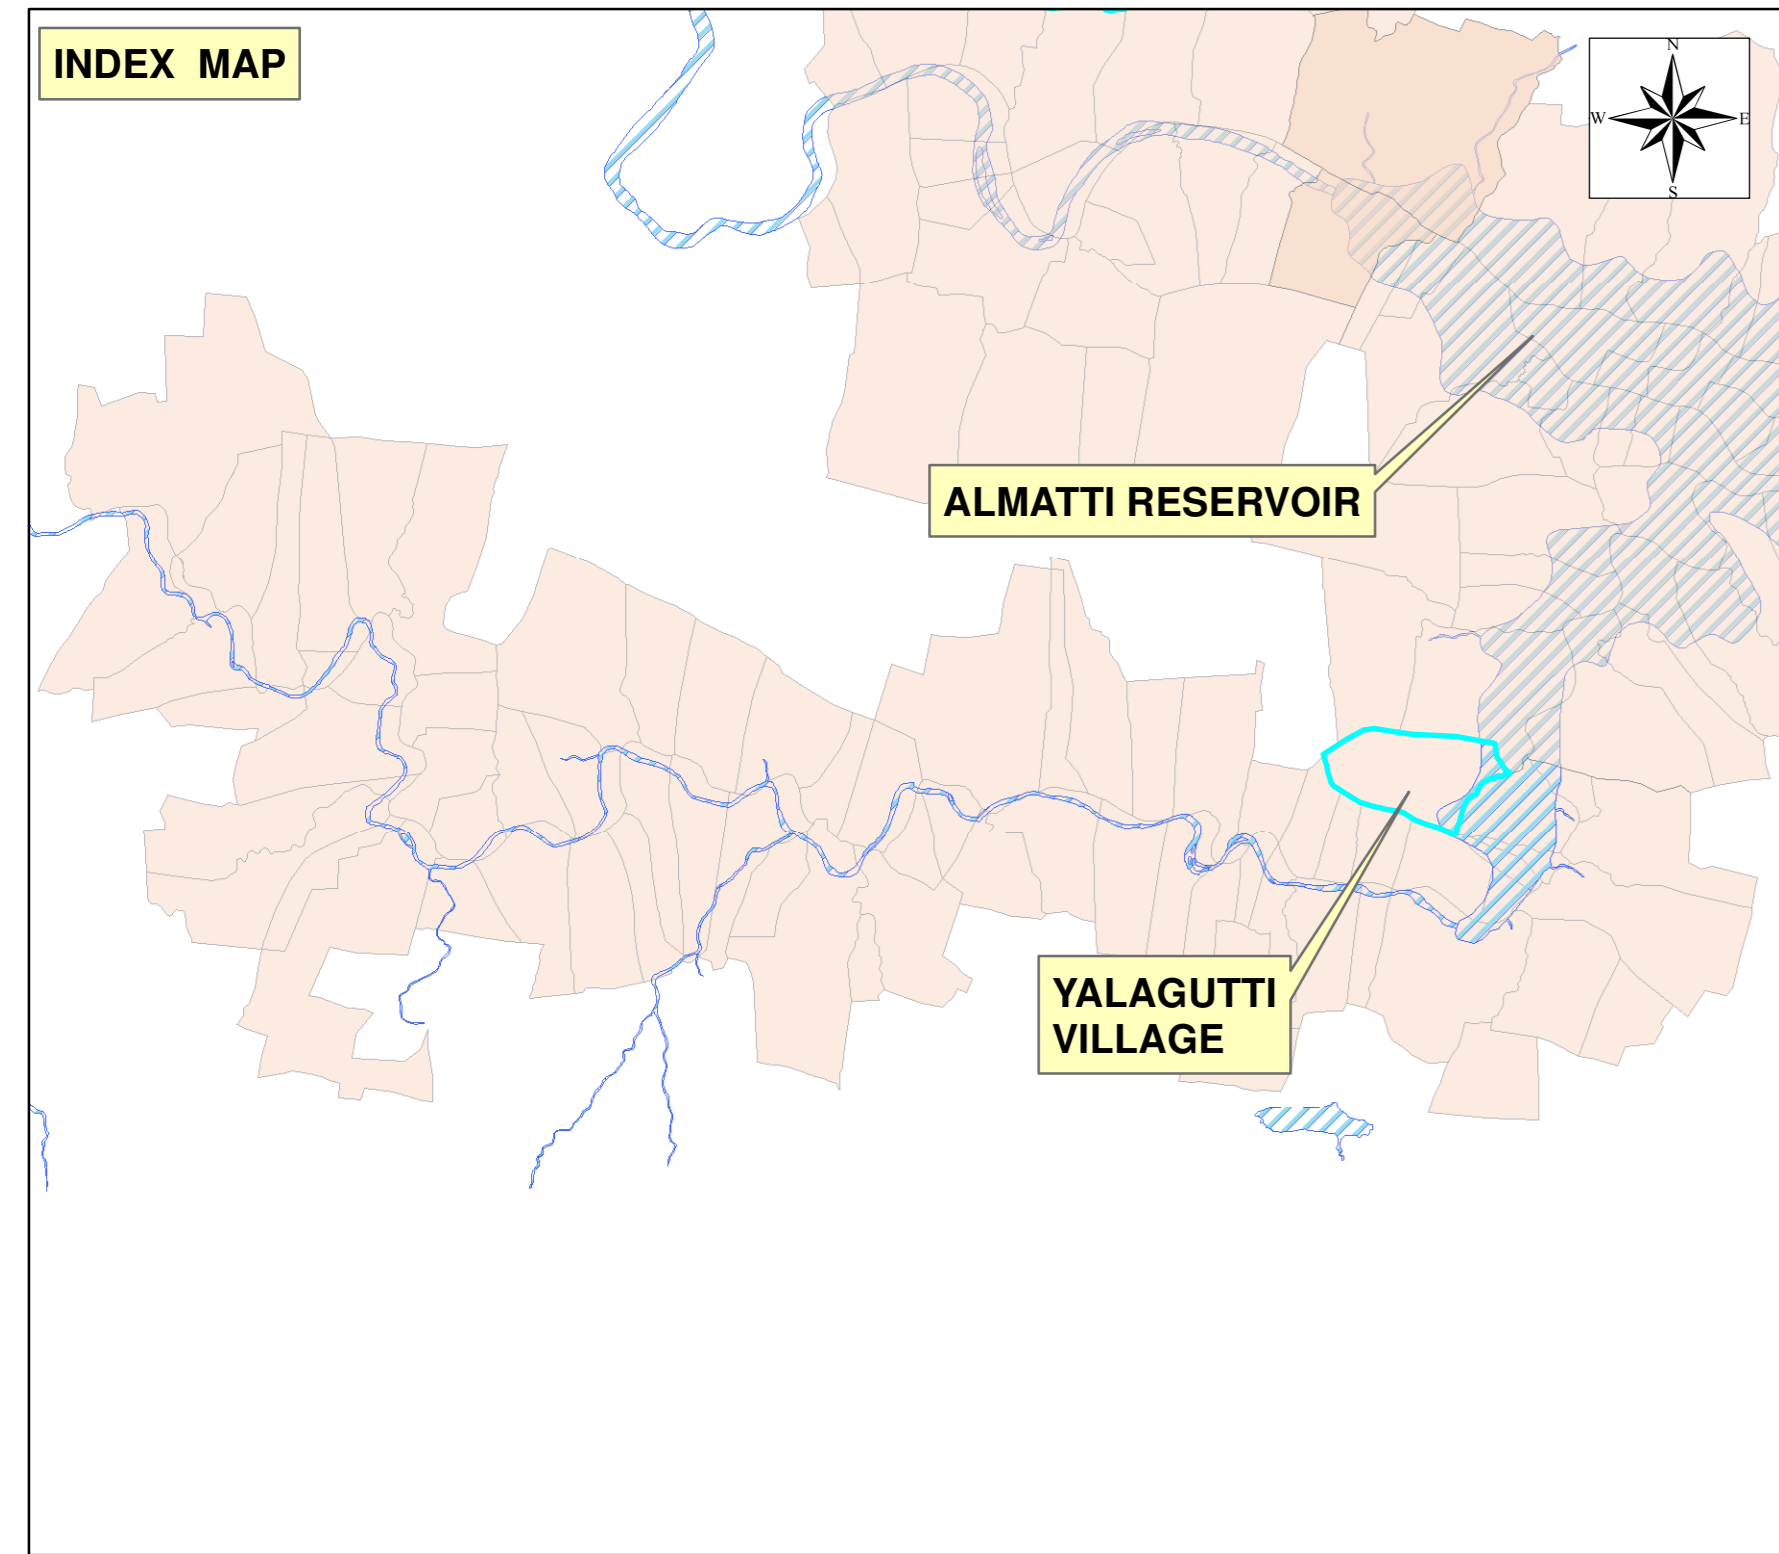 INDEX MAP
N
W
E
S
ALMATTI RESERVOIR
YALAGUTTI
VILLAGE